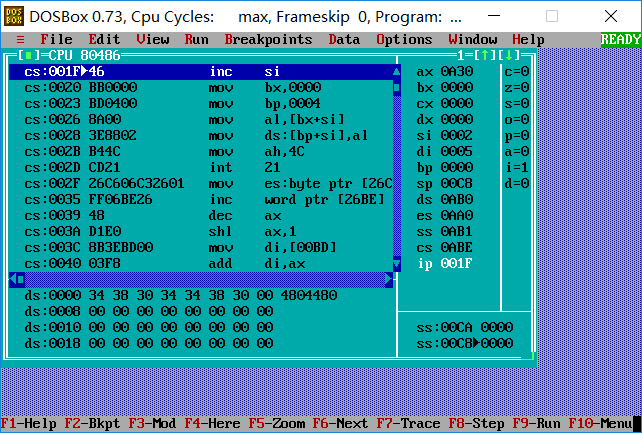 DOSBox 0.73, Cpu Cycles:      max, Frameskip  0, Program:  ...
≡  File  Edit  View  Run  Breakpoints  Data  Options  Window  Help  READY
[■]=CPU 80486  1=[↑][↓]
cs:001F►46            inc    si  ax 0A30  c=0
cs:0020 BB0000        mov    bx,0000  bx 0000  z=0
cs:0023 BD0400        mov    bp,0004  cx 0000  s=0
cs:0026 8A00          mov    al,[bx+si]  dx 0000  o=0
cs:0028 3E8802        mov    ds:[bp+si],al  si 0002  p=0
cs:002B B44C          mov    ah,4C  di 0005  a=0
cs:002D CD21          int    21  bp 0000  i=1
cs:002F 26C606C32601  mov    es:byte ptr [26C  sp 00C8  d=0
cs:0035 FF06BE26      inc    word ptr [26BE]  ds 0AB0
cs:0039 48            dec    ax  es 0AA0
cs:003A D1E0          shl    ax,1  ss 0AB1
cs:003C 8B3EBD00      mov    di,[00BD]  cs 0ABE
cs:0040 03F8          add    di,ax  ip 001F
ds:0000 34 38 30 34 34 38 30 00 4804480
ds:0008 00 00 00 00 00 00 00 00
ds:0010 00 00 00 00 00 00 00 00  ss:00CA 0000
ds:0018 00 00 00 00 00 00 00 00  ss:00C8►0000
F1-Help F2-Bkpt F3-Mod F4-Here F5-Zoom F6-Next F7-Trace F8-Step F9-Run F10-Menu